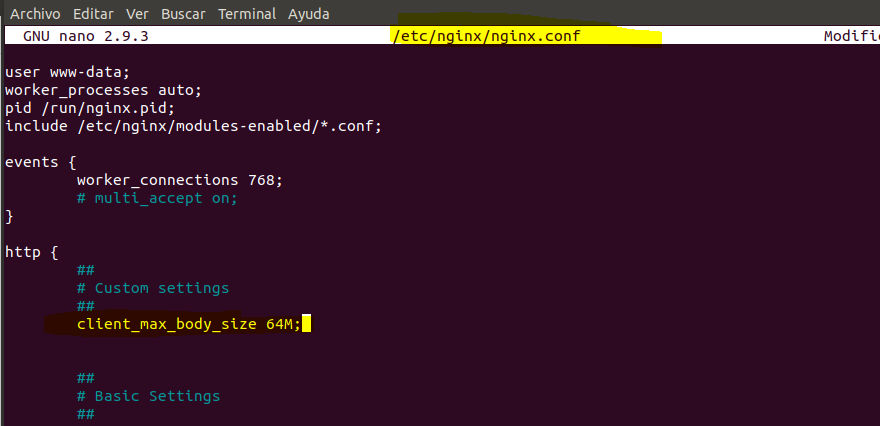 Archivo Editar Ver Buscar Terminal Ayuda
GNU nano 2.9.3 /etc/nginx/nginx.conf Modific
user www-data;
worker_processes auto;
pid /run/nginx.pid;
include /etc/nginx/modules-enabled/*.conf;
events {
worker_connections 768;
# multi_accept on;
}
http {
##
# Custom settings
##
client_max_body_size 64M;
##
# Basic Settings
##